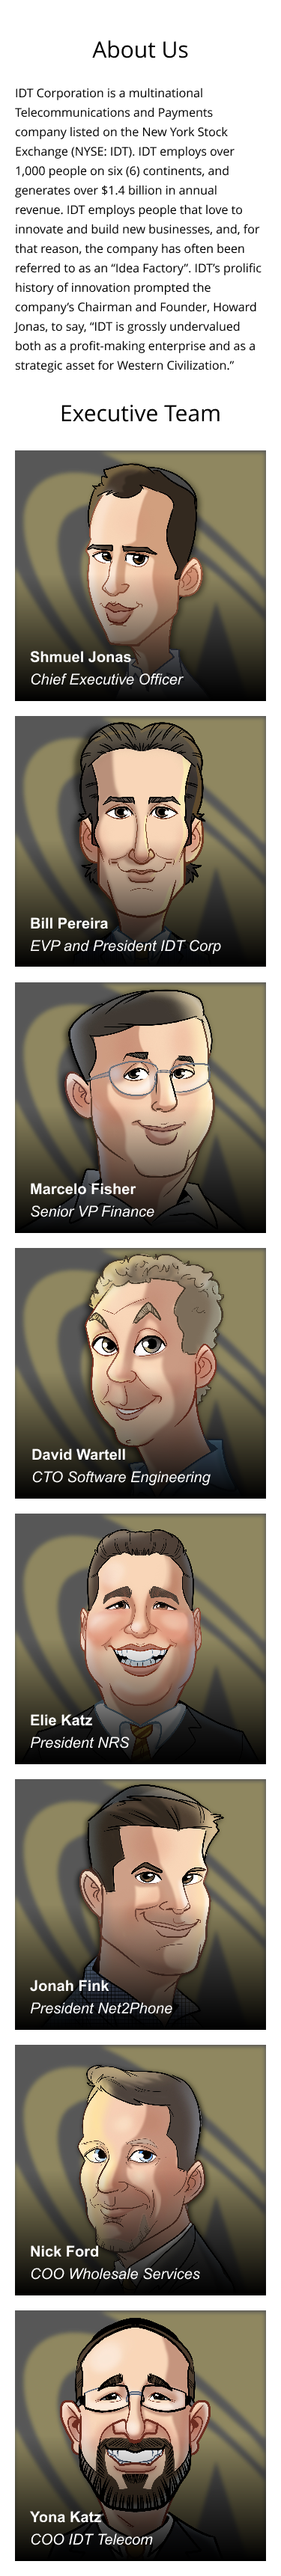 About Us
IDT Corporation is a multinational
Telecommunications and Payments
company listed on the New York Stock
Exchange (NYSE: IDT). IDT employs over
1,000 people on six (6) continents, and
generates over $1.4 billion in annual
revenue. IDT employs people that love to
innovate and build new businesses, and, for
that reason, the company has often been
referred to as an “Idea Factory”. IDT’s prolific
history of innovation prompted the
company’s Chairman and Founder, Howard
Jonas, to say, “IDT is grossly undervalued
both as a profit-making enterprise and as a
strategic asset for Western Civilization.”
Executive Team
Shmuel Jonas
Chief Executive Officer
Bill Pereira
EVP and President IDT Corp
Marcelo Fisher
Senior VP Finance
David Wartell
CTO Software Engineering
Elie Katz
President NRS
Jonah Fink
President Net2Phone
Nick Ford
COO Wholesale Services
Yona Katz
COO IDT Telecom